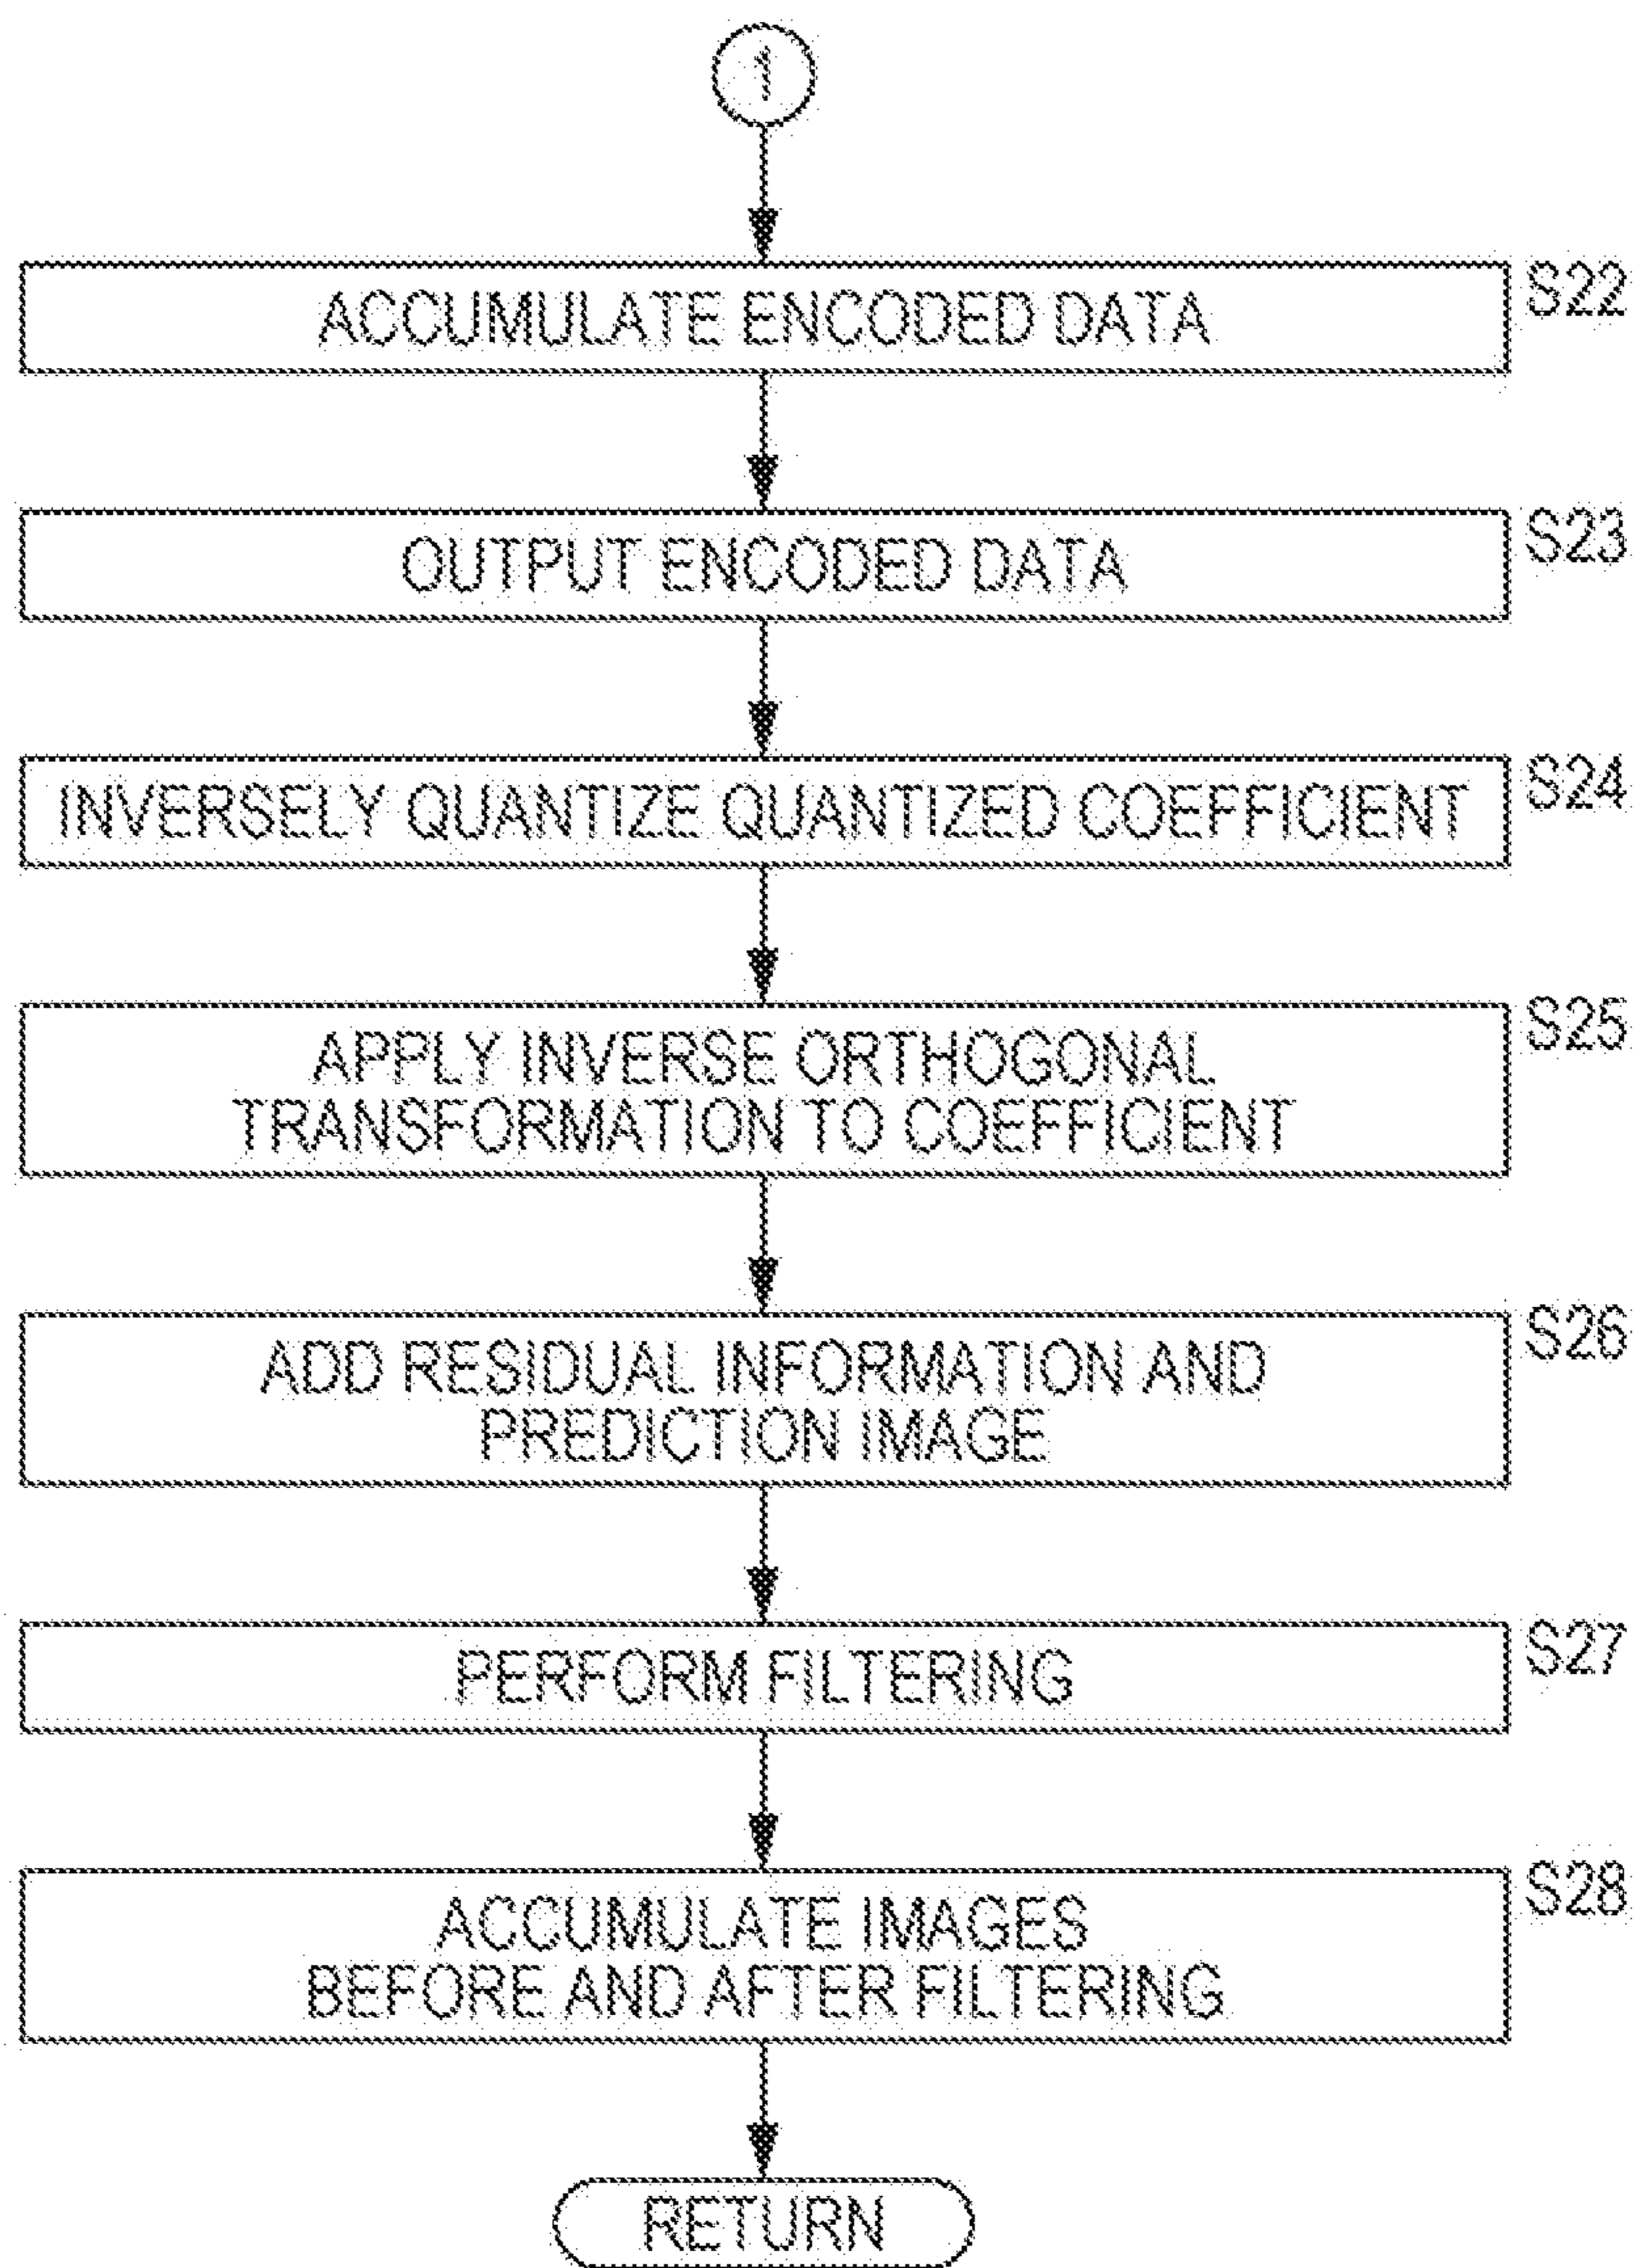 1
ACCUMULATE ENCODED DATA
S22
OUTPUT ENCODED DATA
S23
INVERSELY QUANTIZE QUANTIZED COEFFICIENT
S24
APPLY INVERSE ORTHOGONAL
TRANSFORMATION TO COEFFICIENT
S25
ADD RESIDUAL INFORMATION AND
PREDICTION IMAGE
S26
PERFORM FILTERING
S27
ACCUMULATE IMAGES
BEFORE AND AFTER FILTERING
S28
RETURN